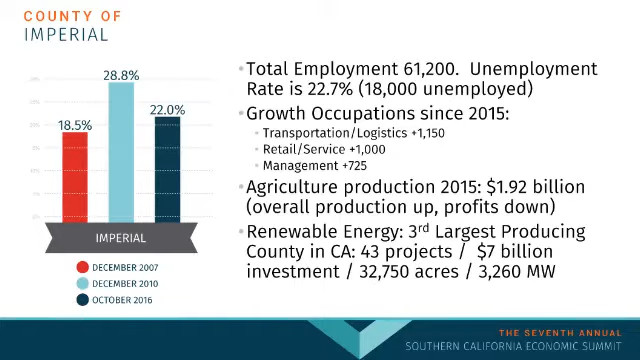 COUNTY OF
IMPERIAL
18.5%
28.8%
22.0%
IMPERIAL
DECEMBER 2007
DECEMBER 2010
OCTOBER 2016
•Total Employment 61,200. Unemployment
Rate is 22.7% (18,000 unemployed)
•Growth Occupations since 2015:
• Transportation/Logistics +1,150
• Retail/Service +1,000
• Management +725
•Agriculture production 2015: $1.92 billion
(overall production up, profits down)
•Renewable Energy: 3rd Largest Producing
County in CA: 43 projects / $7 billion
investment / 32,750 acres / 3,260 MW
THE SEVENTH ANNUAL
SOUTHERN CALIFORNIA ECONOMIC SUMMIT